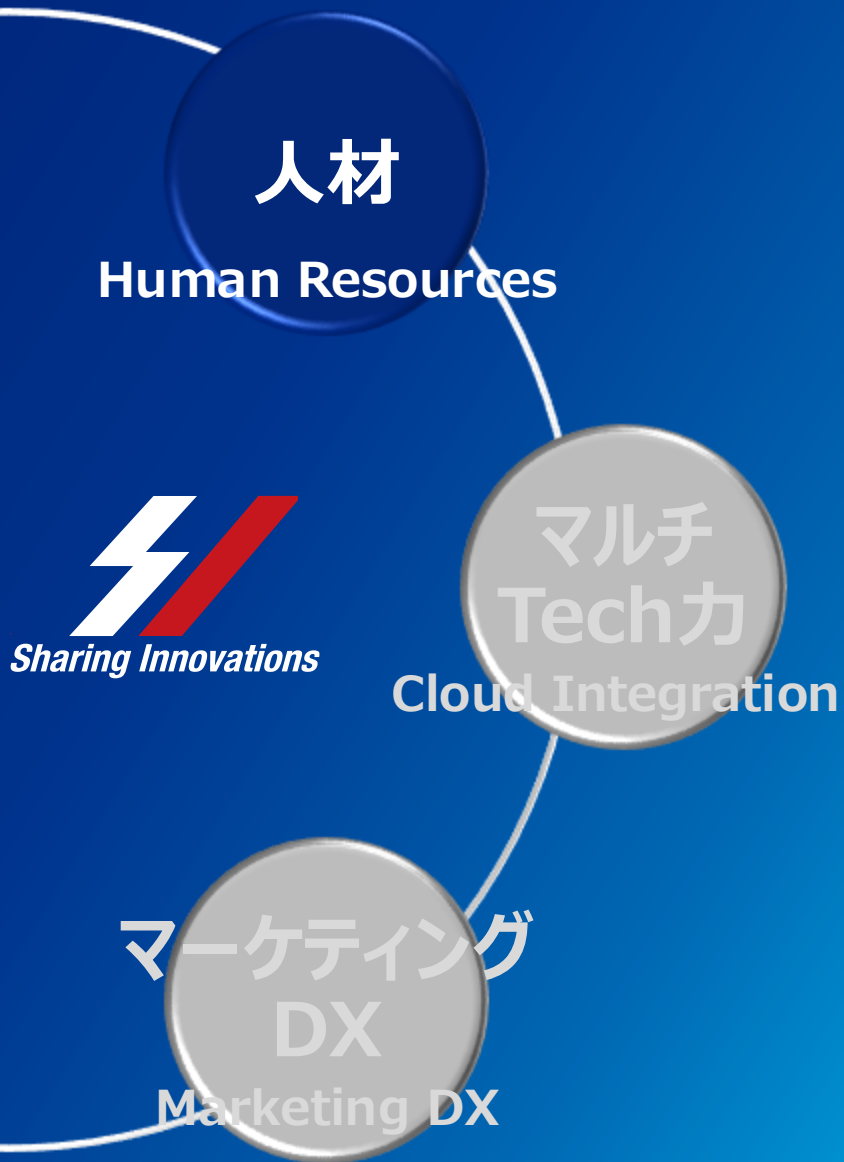 人材
Human Resources
Sharing Innovations
マルチ
Tech力
Cloud Integration
マーケティング
DX
Marketing DX